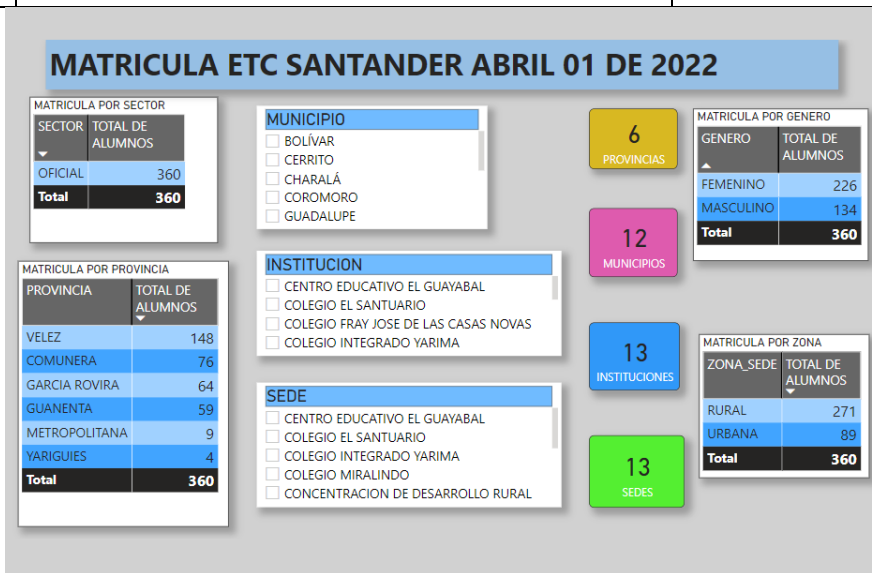 MATRICULA ETC SANTANDER ABRIL 01 DE 2022
MATRICULA POR SECTOR
SECTOR TOTAL DE ALUMNOS
OFICIAL 360
Total 360
MATRICULA POR PROVINCIA
PROVINCIA TOTAL DE ALUMNOS
VELEZ 148
COMUNERA 76
GARCIA ROVIRA 64
GUANENTA 59
METROPOLITANA 9
YARIGUIES 4
Total 360
MUNICIPIO
BOLÍVAR
CERRITO
CHARALÁ
COROMORO
GUADALUPE
INSTITUCION
CENTRO EDUCATIVO EL GUAYABAL
COLEGIO EL SANTUARIO
COLEGIO FRAY JOSE DE LAS CASAS NOVAS
COLEGIO INTEGRADO YARIMA
SEDE
CENTRO EDUCATIVO EL GUAYABAL
COLEGIO EL SANTUARIO
COLEGIO INTEGRADO YARIMA
COLEGIO MIRALINDO
CONCENTRACION DE DESARROLLO RURAL
6
PROVINCIAS
12
MUNICIPIOS
13
INSTITUCIONES
13
SEDES
MATRICULA POR GENERO
GENERO TOTAL DE ALUMNOS
FEMENINO 226
MASCULINO 134
Total 360
MATRICULA POR ZONA
ZONA_SEDE TOTAL DE ALUMNOS
RURAL 271
URBANA 89
Total 360